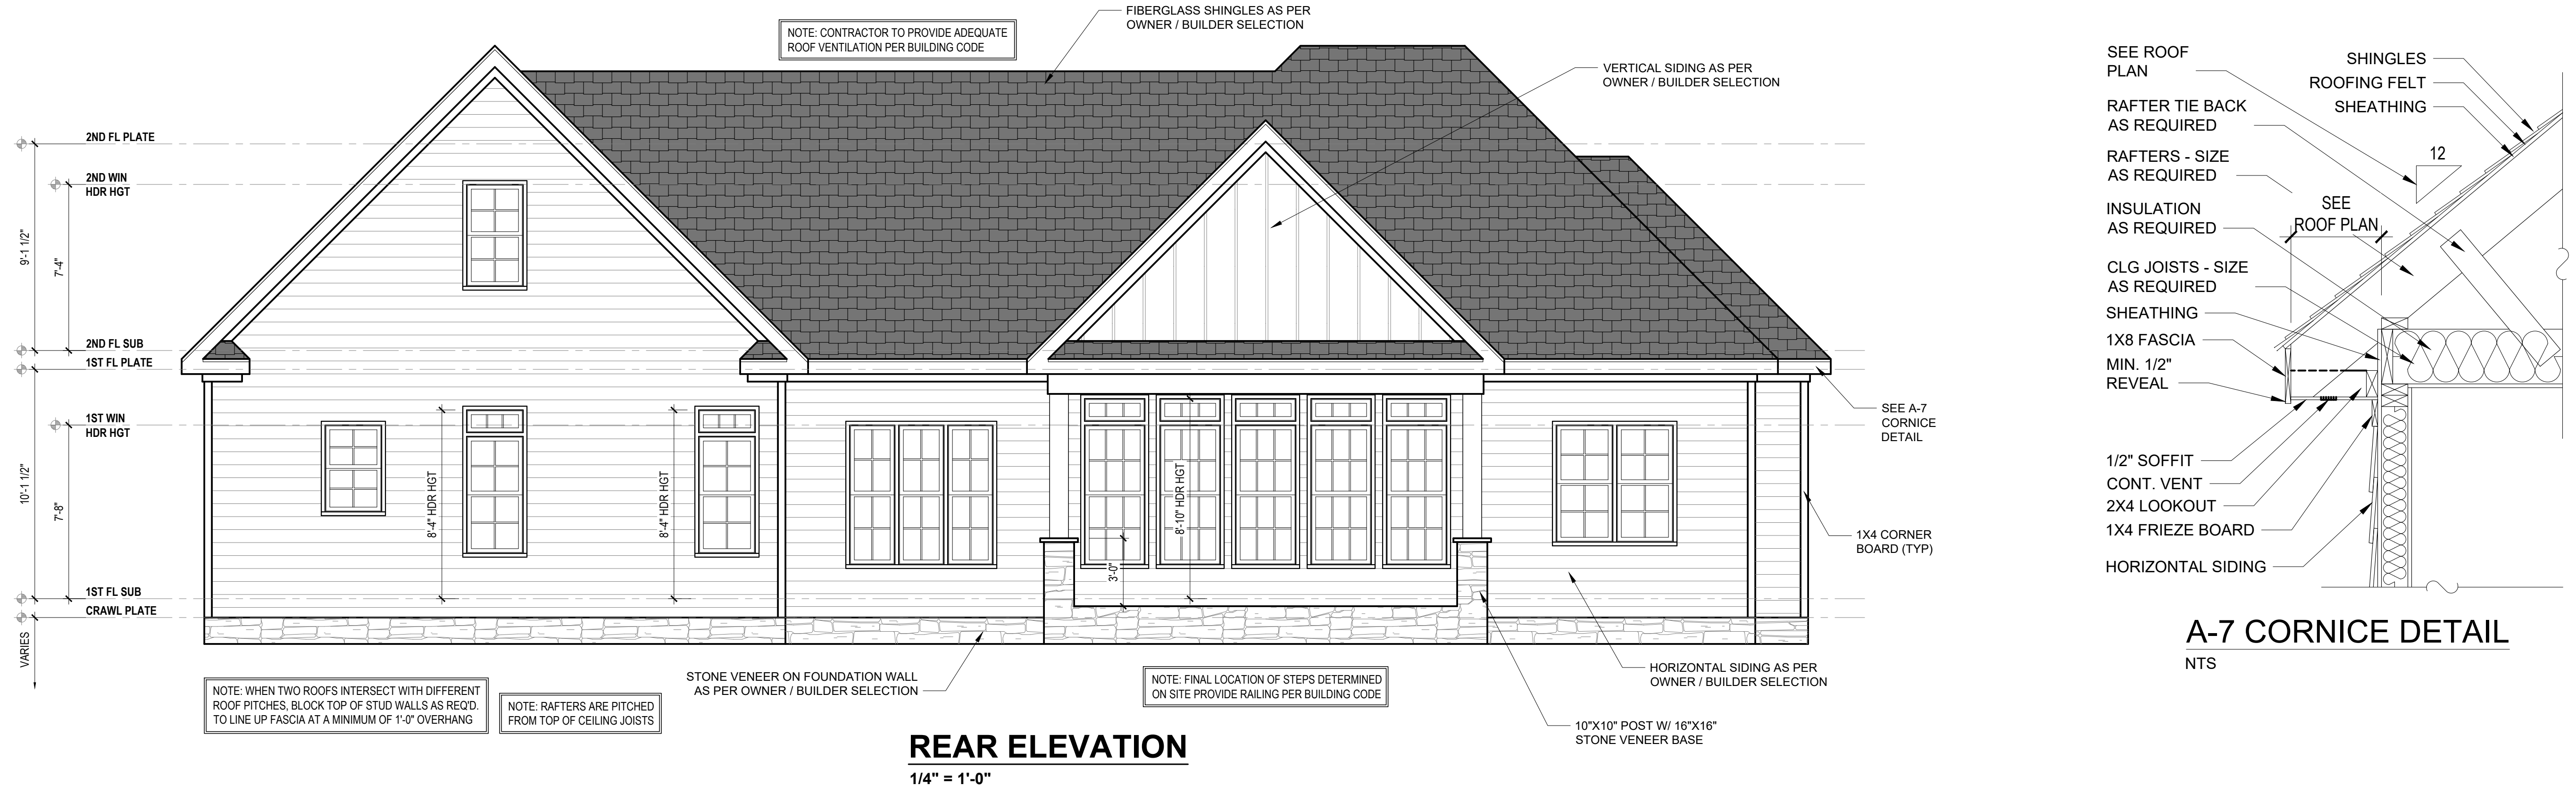 FIBERGLASS SHINGLES AS PER
OWNER / BUILDER SELECTION
NOTE: CONTRACTOR TO PROVIDE ADEQUATE
ROOF VENTILATION PER BUILDING CODE
VERTICAL SIDING AS PER
OWNER / BUILDER SELECTION
2ND FL PLATE
2ND WIN
HDR HGT
9'-1 1/2"
7'-4"
2ND FL SUB
1ST FL PLATE
1ST WIN
HDR HGT
10'-1 1/2"
7'-8"
1ST FL SUB
CRAWL PLATE
VARIES
8'-4" HDR HGT
8'-4" HDR HGT
3'-0"
8'-10" HDR HGT
SEE A-7
CORNICE
DETAIL
1X4 CORNER
BOARD (TYP)
STONE VENEER ON FOUNDATION WALL
AS PER OWNER / BUILDER SELECTION
NOTE: FINAL LOCATION OF STEPS DETERMINED
ON SITE PROVIDE RAILING PER BUILDING CODE
HORIZONTAL SIDING AS PER
OWNER / BUILDER SELECTION
NOTE: WHEN TWO ROOFS INTERSECT WITH DIFFERENT
ROOF PITCHES, BLOCK TOP OF STUD WALLS AS REQ'D.
TO LINE UP FASCIA AT A MINIMUM OF 1'-0" OVERHANG
NOTE: RAFTERS ARE PITCHED
FROM TOP OF CEILING JOISTS
10"X10" POST W/ 16"X16"
STONE VENEER BASE
REAR ELEVATION
1/4" = 1'-0"
SEE ROOF
PLAN
RAFTER TIE BACK
AS REQUIRED
RAFTERS - SIZE
AS REQUIRED
INSULATION
AS REQUIRED
CLG JOISTS - SIZE
AS REQUIRED
SHEATHING
1X8 FASCIA
MIN. 1/2"
REVEAL
1/2" SOFFIT
CONT. VENT
2X4 LOOKOUT
1X4 FRIEZE BOARD
HORIZONTAL SIDING
SHINGLES
ROOFING FELT
SHEATHING
12
SEE
ROOF PLAN
A-7 CORNICE DETAIL
NTS